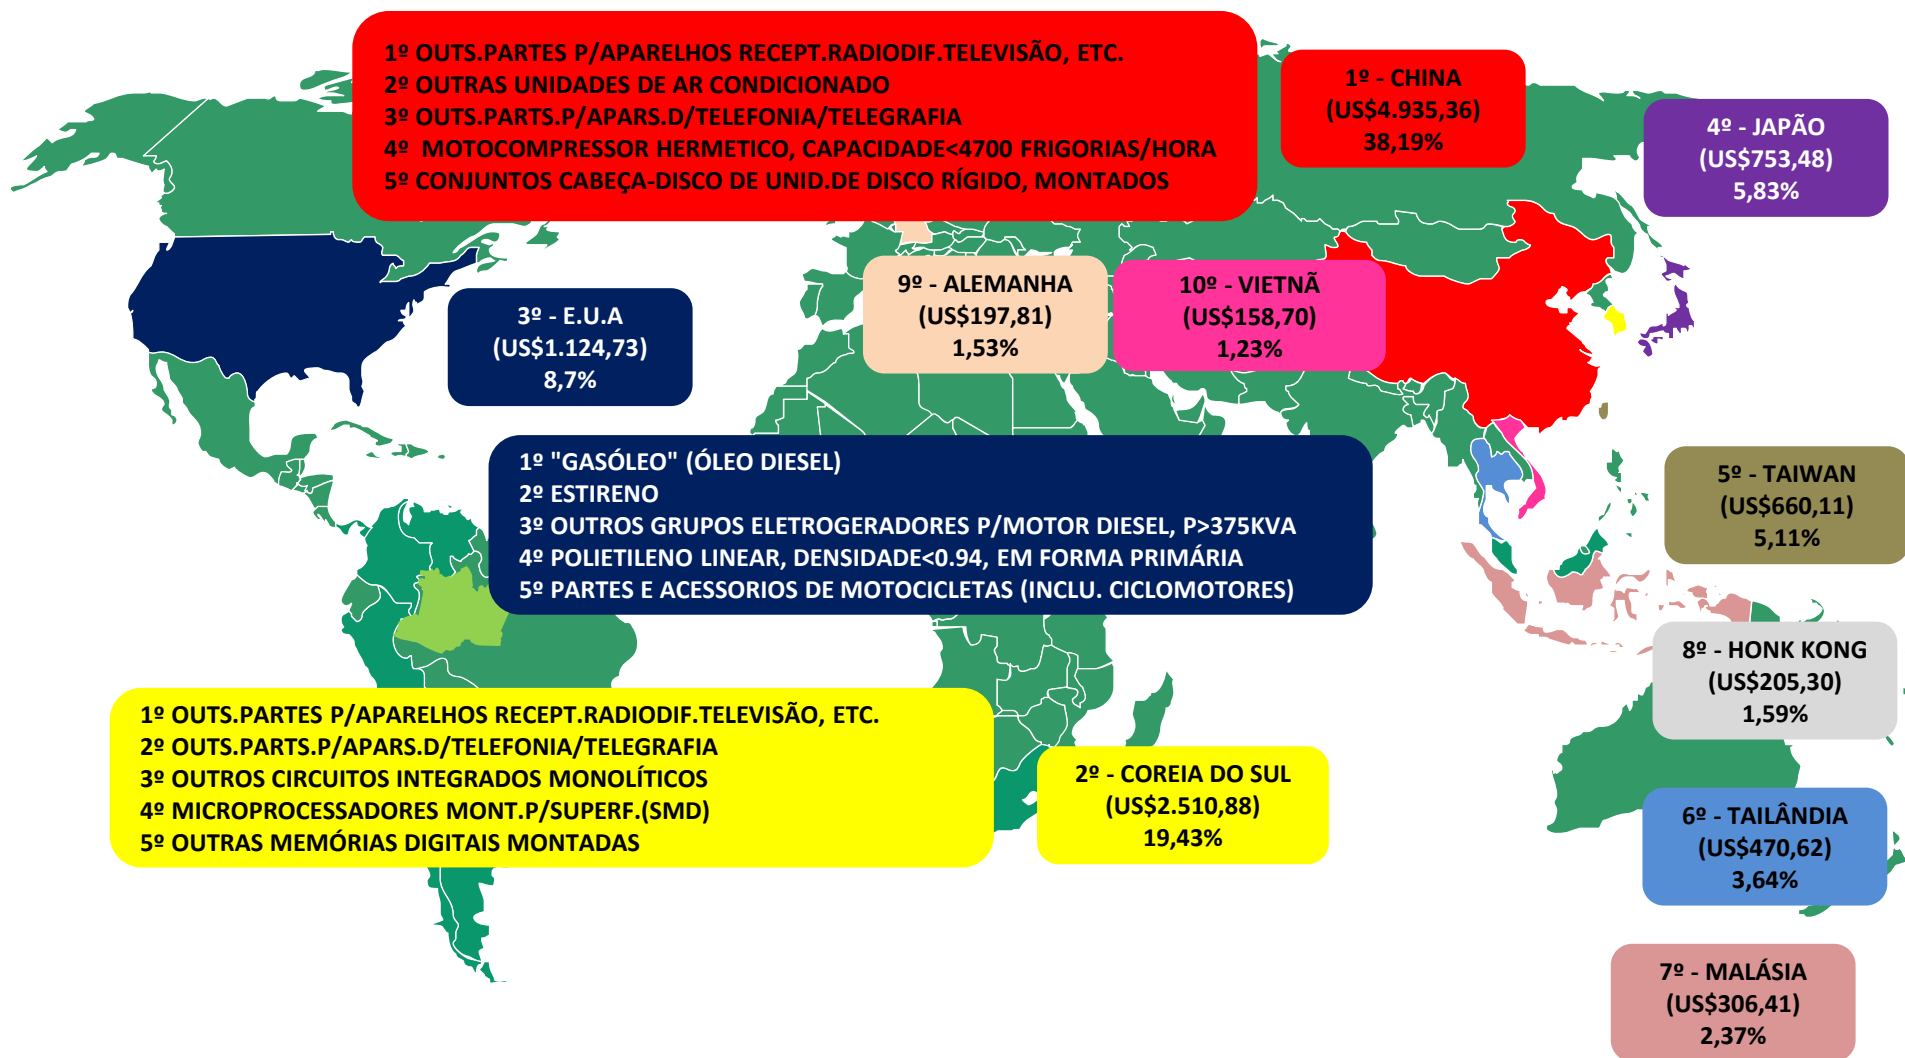 1º OUTS.PARTES P/APARELHOS RECEPT.RADIODIF.TELEVISÃO, ETC.
2º OUTRAS UNIDADES DE AR CONDICIONADO
3º OUTS.PARTS.P/APARS.D/TELEFONIA/TELEGRAFIA
4º MOTOCOMPRESSOR HERMETICO, CAPACIDADE<4700 FRIGORIAS/HORA
5º CONJUNTOS CABEÇA-DISCO DE UNID.DE DISCO RÍGIDO, MONTADOS
1º - CHINA
(US$4.935,36)
38,19%
4º - JAPÃO
(US$753,48)
5,83%
3º - E.U.A
(US$1.124,73)
8,7%
9º - ALEMANHA
(US$197,81)
1,53%
10º - VIETNÃ
(US$158,70)
1,23%
1º "GASÓLEO" (ÓLEO DIESEL)
2º ESTIRENO
3º OUTROS GRUPOS ELETROGERADORES P/MOTOR DIESEL, P>375KVA
4º POLIETILENO LINEAR, DENSIDADE<0.94, EM FORMA PRIMÁRIA
5º PARTES E ACESSORIOS DE MOTOCICLETAS (INCLU. CICLOMOTORES)
5º - TAIWAN
(US$660,11)
5,11%
8º - HONK KONG
(US$205,30)
1,59%
1º OUTS.PARTES P/APARELHOS RECEPT.RADIODIF.TELEVISÃO, ETC.
2º OUTS.PARTS.P/APARS.D/TELEFONIA/TELEGRAFIA
3º OUTROS CIRCUITOS INTEGRADOS MONOLÍTICOS
4º MICROPROCESSADORES MONT.P/SUPERF.(SMD)
5º OUTRAS MEMÓRIAS DIGITAIS MONTADAS
2º - COREIA DO SUL
(US$2.510,88)
19,43%
6º - TAILÂNDIA
(US$470,62)
3,64%
7º - MALÁSIA
(US$306,41)
2,37%